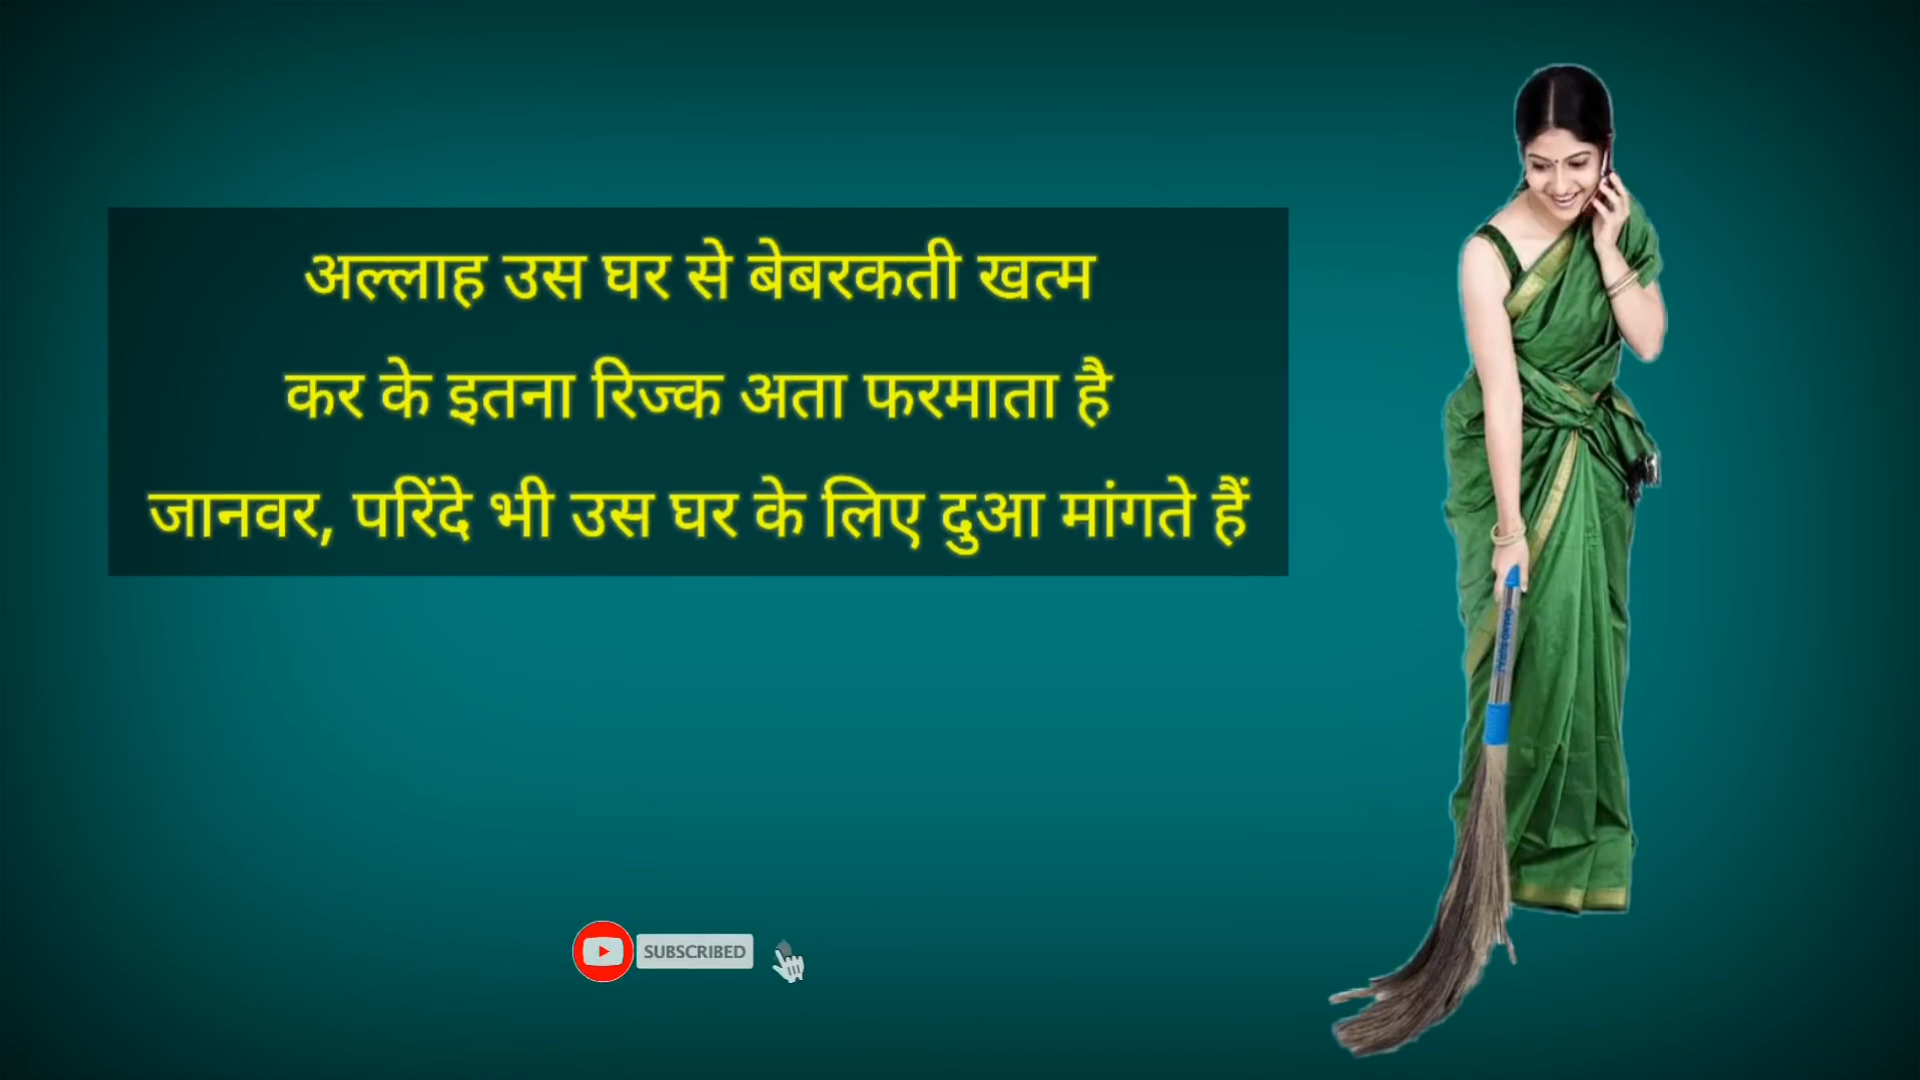 अल्लाह उस घर से बेबरकती खत्म
कर के इतना रिज्क अता फरमाता है
जानवर, परिंदे भी उस घर के लिए दुआ मांगते हैं
SUBSCRIBED